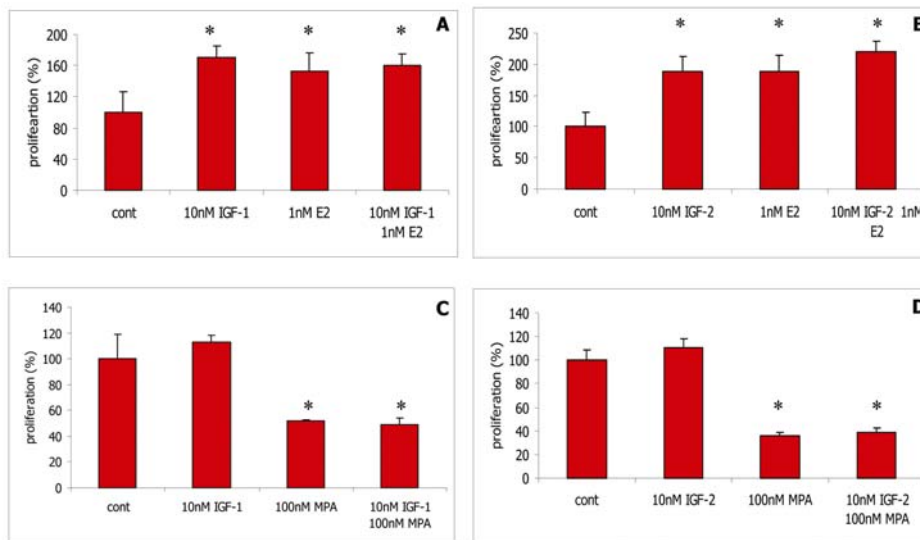 A
prolifeartion (%)
200
160
120
80
40
0
* * *
cont 10nM IGF-1 1nM E2 10nM IGF-1
1nM E2
B
prolifeartion (%)
250
200
150
100
50
0
* * *
cont 10nM IGF-2 1nM E2 10nM IGF-2 1nM
E2
C
proliferation (%)
140
120
100
80
60
40
20
0
* *
cont 10nM IGF-1 100nM MPA 10nM IGF-1
100nM MPA
D
proliferation (%)
140
120
100
80
60
40
20
0
* *
cont 10nM IGF-2 100nM MPA 10nM IGF-2
100nM MPA